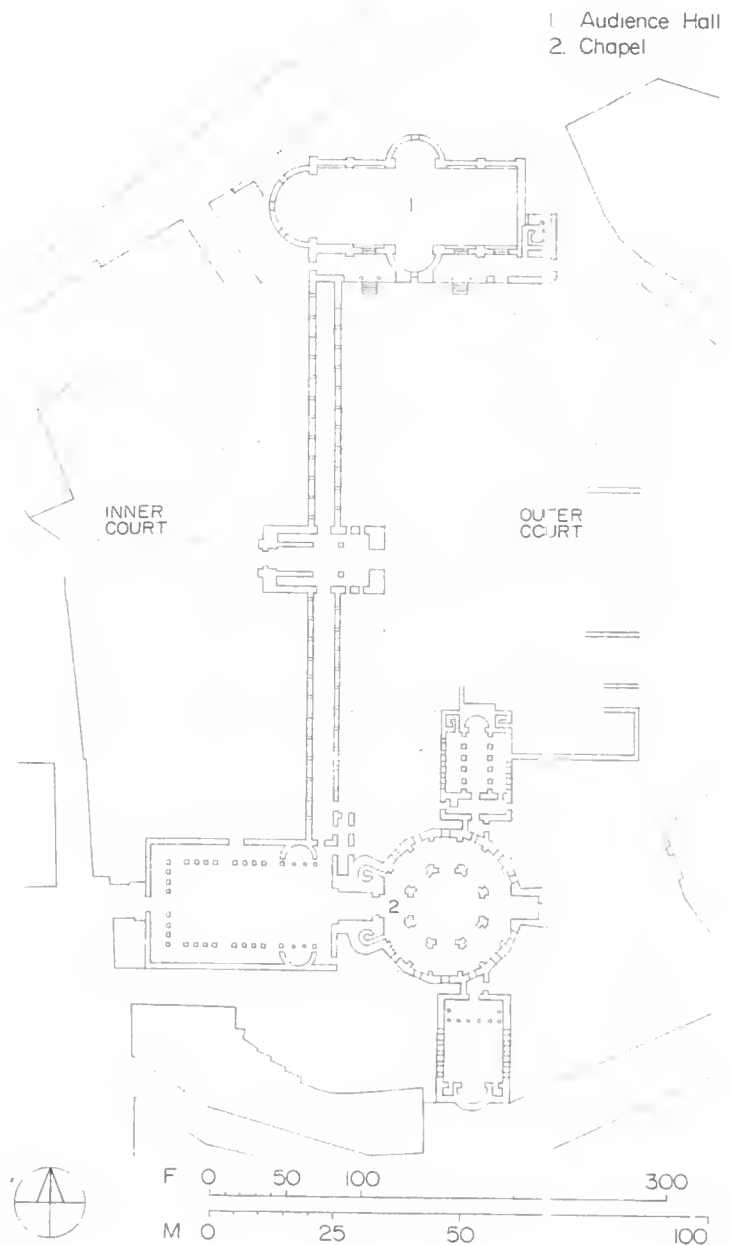 1. Audience Hall
2. Chapel
1
INNER
COURT
OUTER
COURT
2
F 0 50 100 300
M 0 25 50 100